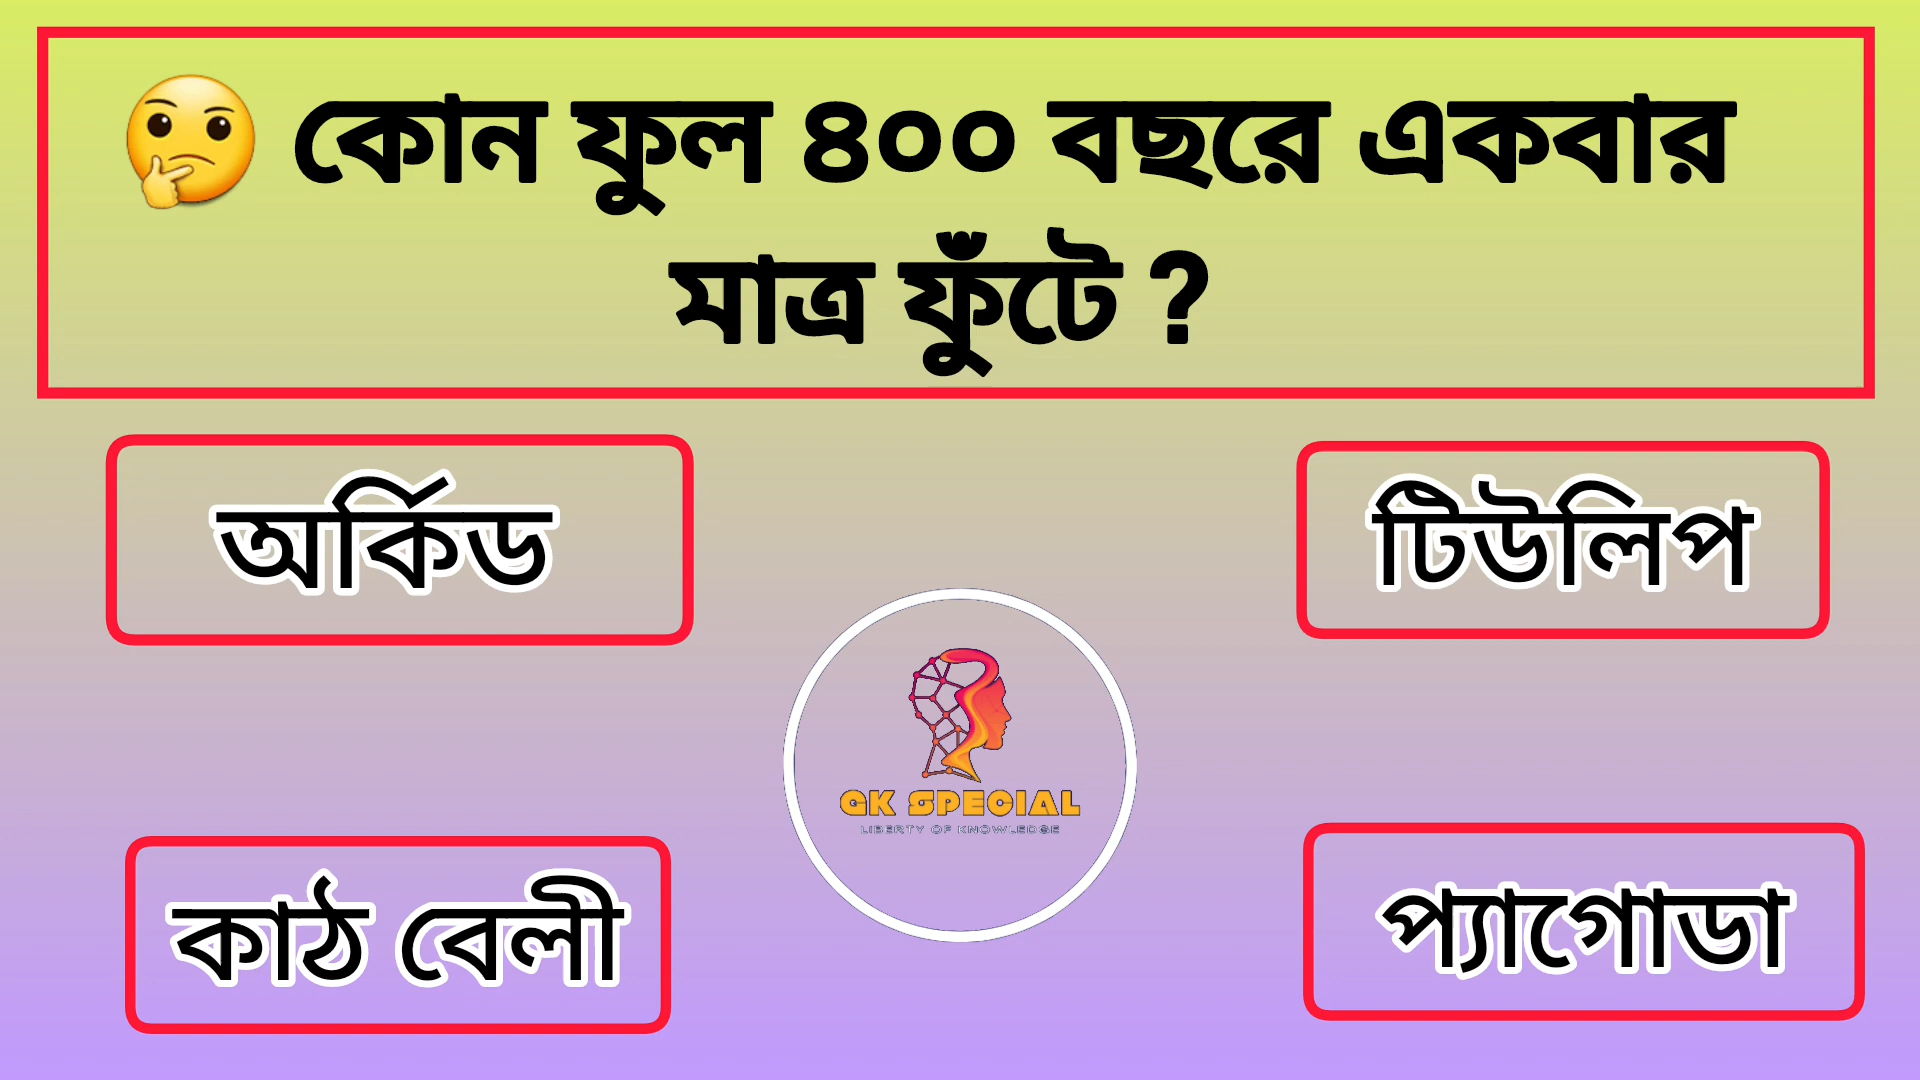 🤔 কোন ফুল ৪০০ বছরে একবার
মাত্র ফুঁটে ?
অর্কিড
টিউলিপ
GK SPECIAL
LIBERTY OF KNOWLEDGE
কাঠ বেলী
প্যাগোডা